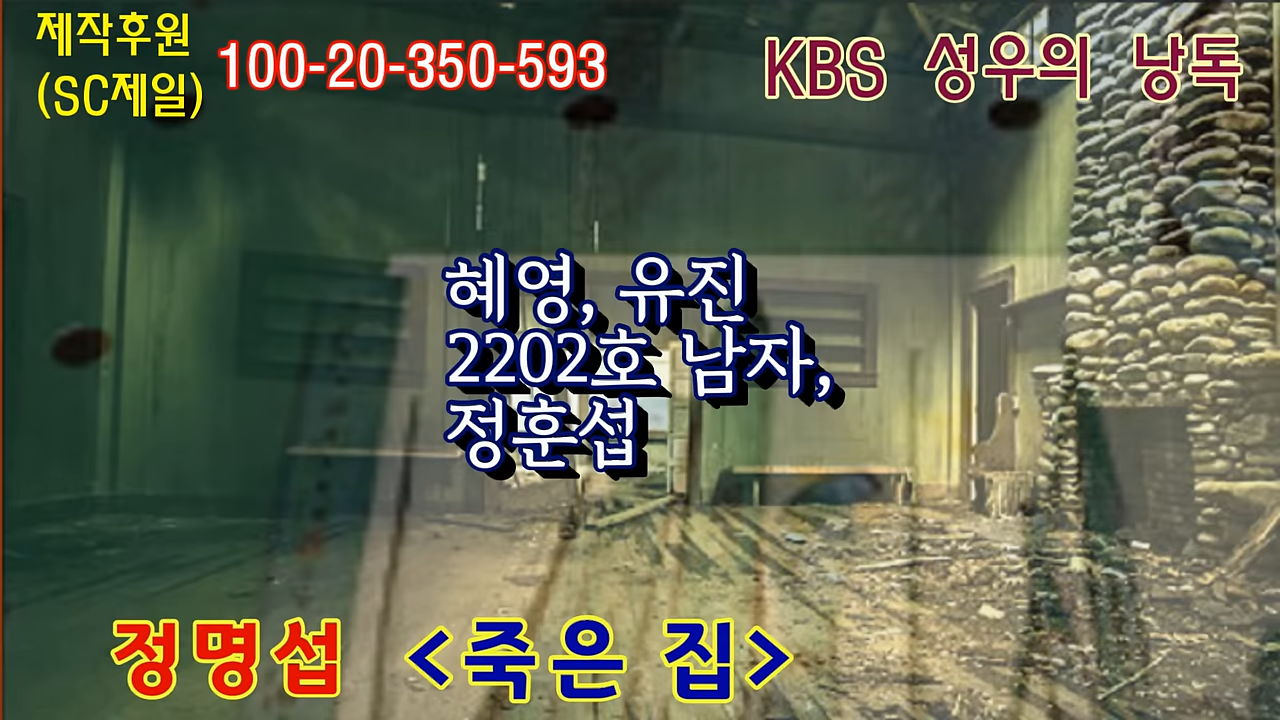 제작후원
(SC제일)
100-20-350-593
KBS 성우의 낭독
혜영, 유진
2202호 남자,
정훈섭
정명섭 <죽은 집>